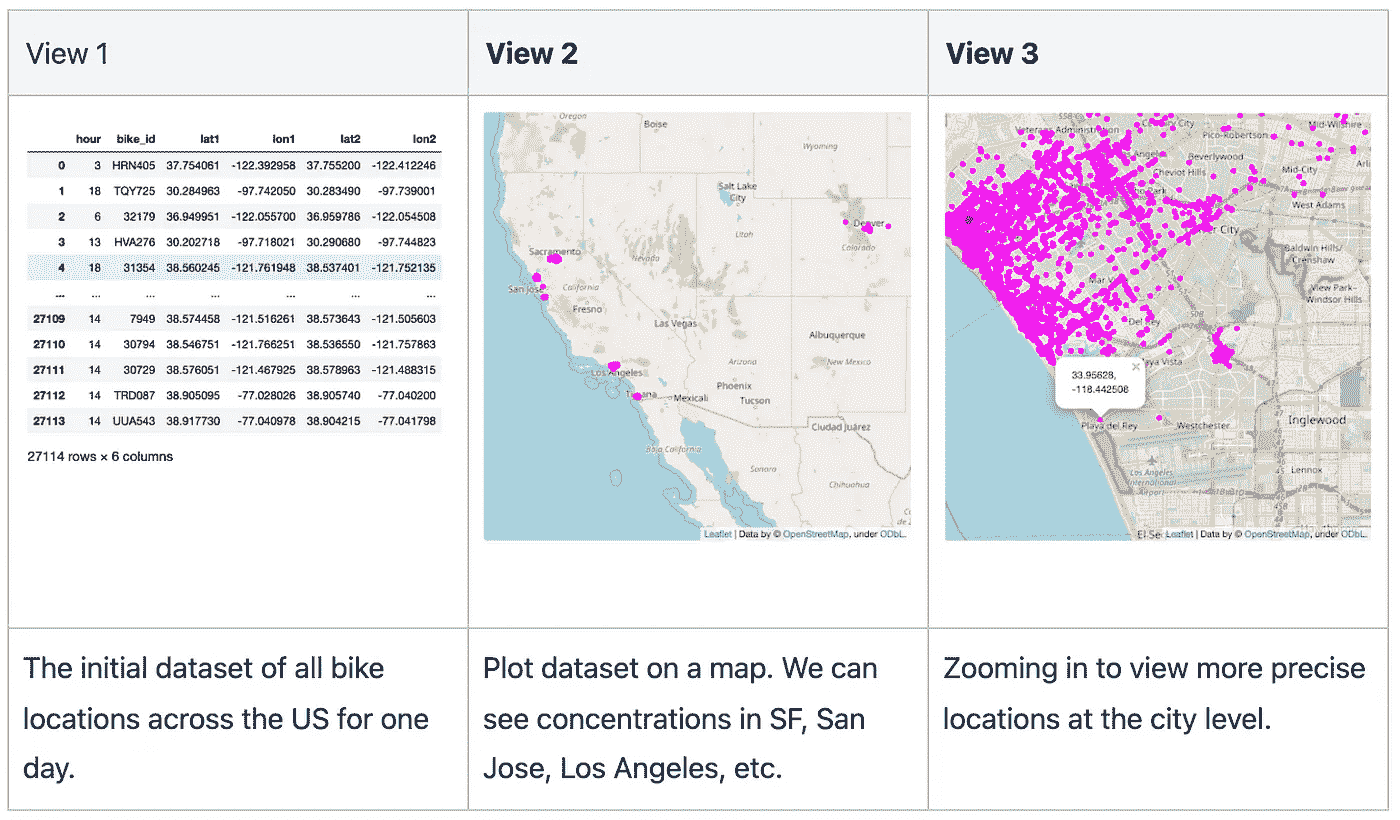 View 1
View 2
View 3
hour bike_id lat1 lon1 lat2 lon2
0 3 HRN405 37.754061 -122.392958 37.755200 -122.412246
1 18 TQY725 30.284963 -97.742050 30.283490 -97.739001
2 6 32179 36.949951 -122.055700 36.959786 -122.054508
3 13 HVA276 30.202718 -97.718021 30.290680 -97.744823
4 18 31354 38.560245 -121.761948 38.537401 -121.752135
... ... ... ... ... ... ...
27109 14 7949 38.574458 -121.516261 38.573643 -121.505603
27110 14 30794 38.546751 -121.766251 38.536550 -121.757863
27111 14 30729 38.576051 -121.467925 38.578963 -121.488315
27112 14 TRD087 38.905095 -77.028026 38.905740 -77.040200
27113 14 UUA543 38.917730 -77.040978 38.904215 -77.041798
27114 rows × 6 columns
Oregon
Boise
Wyoming
Salt Lake
City
Utah
Denver
Colorado
Sacramento
Nevada
San Jose
California
Fresno
Las Vegas
Albuquerque
Los Angeles
Arizona
New Mexico
Phoenix
Mexicali
Tucson
Ciudad Juárez
Baja California
Sonora
Chihuahua
Leaflet | Data by © OpenStreetMap, under ODbL.
Veterans Administration
City
Mid-Wilshire
Pico-Robertson
Angeles
Beverlywood
Cheviot Hills
Mid-City
Park
West Adams
City
Baldwin Hills/
Crenshaw
Mar V
View Park-
Windsor Hills
Del Rey
Vista
33.95628,
-118.442508
Playa del Rey
Westchester
Inglewood
Lennox
Los Angeles
International
Airport
El Se
Leaflet | Data by © OpenStreetMap, under ODbL.
The initial dataset of all bike
locations across the US for one
day.
Plot dataset on a map. We can
see concentrations in SF, San
Jose, Los Angeles, etc.
Zooming in to view more precise
locations at the city level.